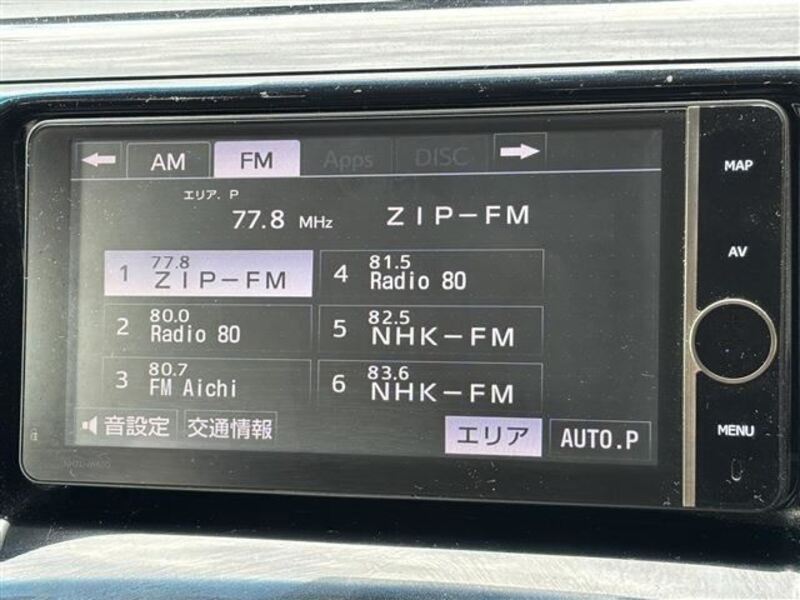 AM FM Apps DISC
MAP
エリア. P
77.8 MHz ZIP-FM
AV
1 77.8 ZIP-FM
4 81.5 Radio 80
2 80.0 Radio 80
5 82.5 NHK-FM
3 80.7 FM Aichi
6 83.6 NHK-FM
音設定 交通情報 エリア AUTO.P
MENU